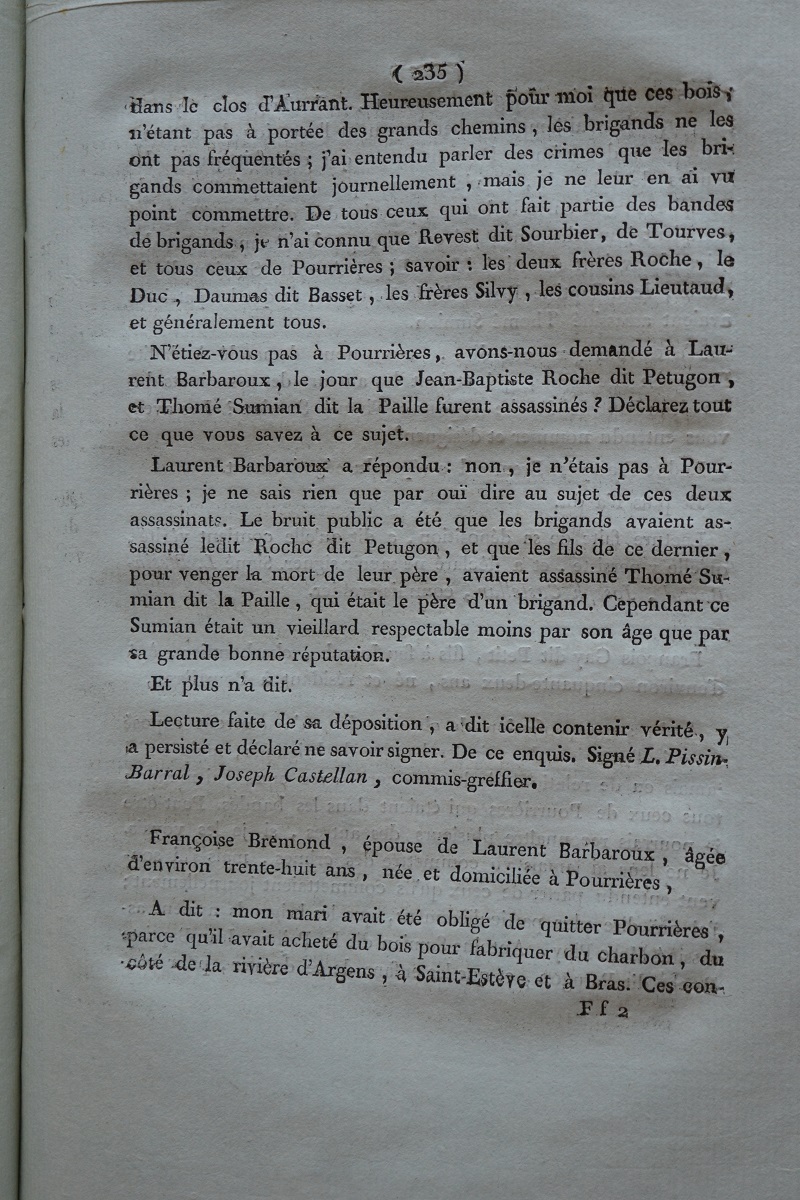 ( 235 )
dans le clos d'Aurrant. Heureusement pour moi que ces bois,
n'étant pas à portée des grands chemins, les brigands ne les
ont pas fréquentés ; j'ai entendu parler des crimes que les bri-
gands commettaient journellement, mais je ne leur en ai vu
point commettre. De tous ceux qui ont fait partie des bandes
de brigands, je n'ai connu que Revest dit Sourbier, de Tourves,
et tous ceux de Pourrières ; savoir : les deux frères Roche, le
Duc, Daumas dit Basset, les frères Silvy, les cousins Lieutaud,
et généralement tous.
N'étiez-vous pas à Pourrières, avons-nous demandé à Lau-
rent Barbaroux, le jour que Jean-Baptiste Roche dit Petugon,
et Thomé Sumian dit la Paille furent assassinés ? Déclarez tout
ce que vous savez à ce sujet.
Laurent Barbaroux a répondu : non, je n'étais pas à Pour-
rières ; je ne sais rien que par ouï dire au sujet de ces deux
assassinats. Le bruit public a été que les brigands avaient as-
sassiné ledit Roche dit Petugon, et que les fils de ce dernier,
pour venger la mort de leur père, avaient assassiné Thomé Su-
mian dit la Paille, qui était le père d'un brigand. Cependant ce
Sumian était un vieillard respectable moins par son âge que par
sa grande bonne réputation.
Et plus n'a dit.
Lecture faite de sa déposition, a dit icelle contenir vérité, y
a persisté et déclaré ne savoir signer. De ce enquis. Signé L. Pissin-
Barral, Joseph Castellan, commis-greffier.
Françoise Brémond, épouse de Laurent Barbaroux, âgée
d'environ trente-huit ans, née et domiciliée à Pourrières,
A dit : mon mari avait été obligé de quitter Pourrières,
parce qu'il avait acheté du bois pour fabriquer du charbon, du
côté de la rivière d'Argens, à Saint-Estève et à Bras. Ces con-
F f 2